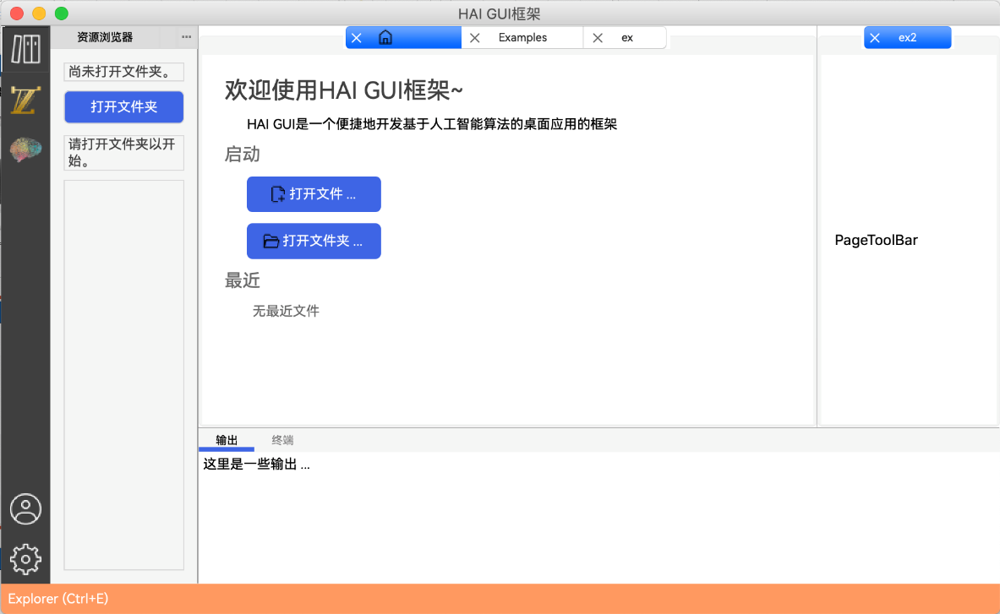 HAI GUI框架
资源浏览器 ···
尚未打开文件夹。
打开文件夹
请打开文件夹以开
始。
Examples
ex
欢迎使用HAI GUI框架~
HAI GUI是一个便捷地开发基于人工智能算法的桌面应用的框架
启动
打开文件 ...
打开文件夹 ...
最近
无最近文件
ex2
PageToolBar
输出 终端
这里是一些输出 ...
Explorer (Ctrl+E)